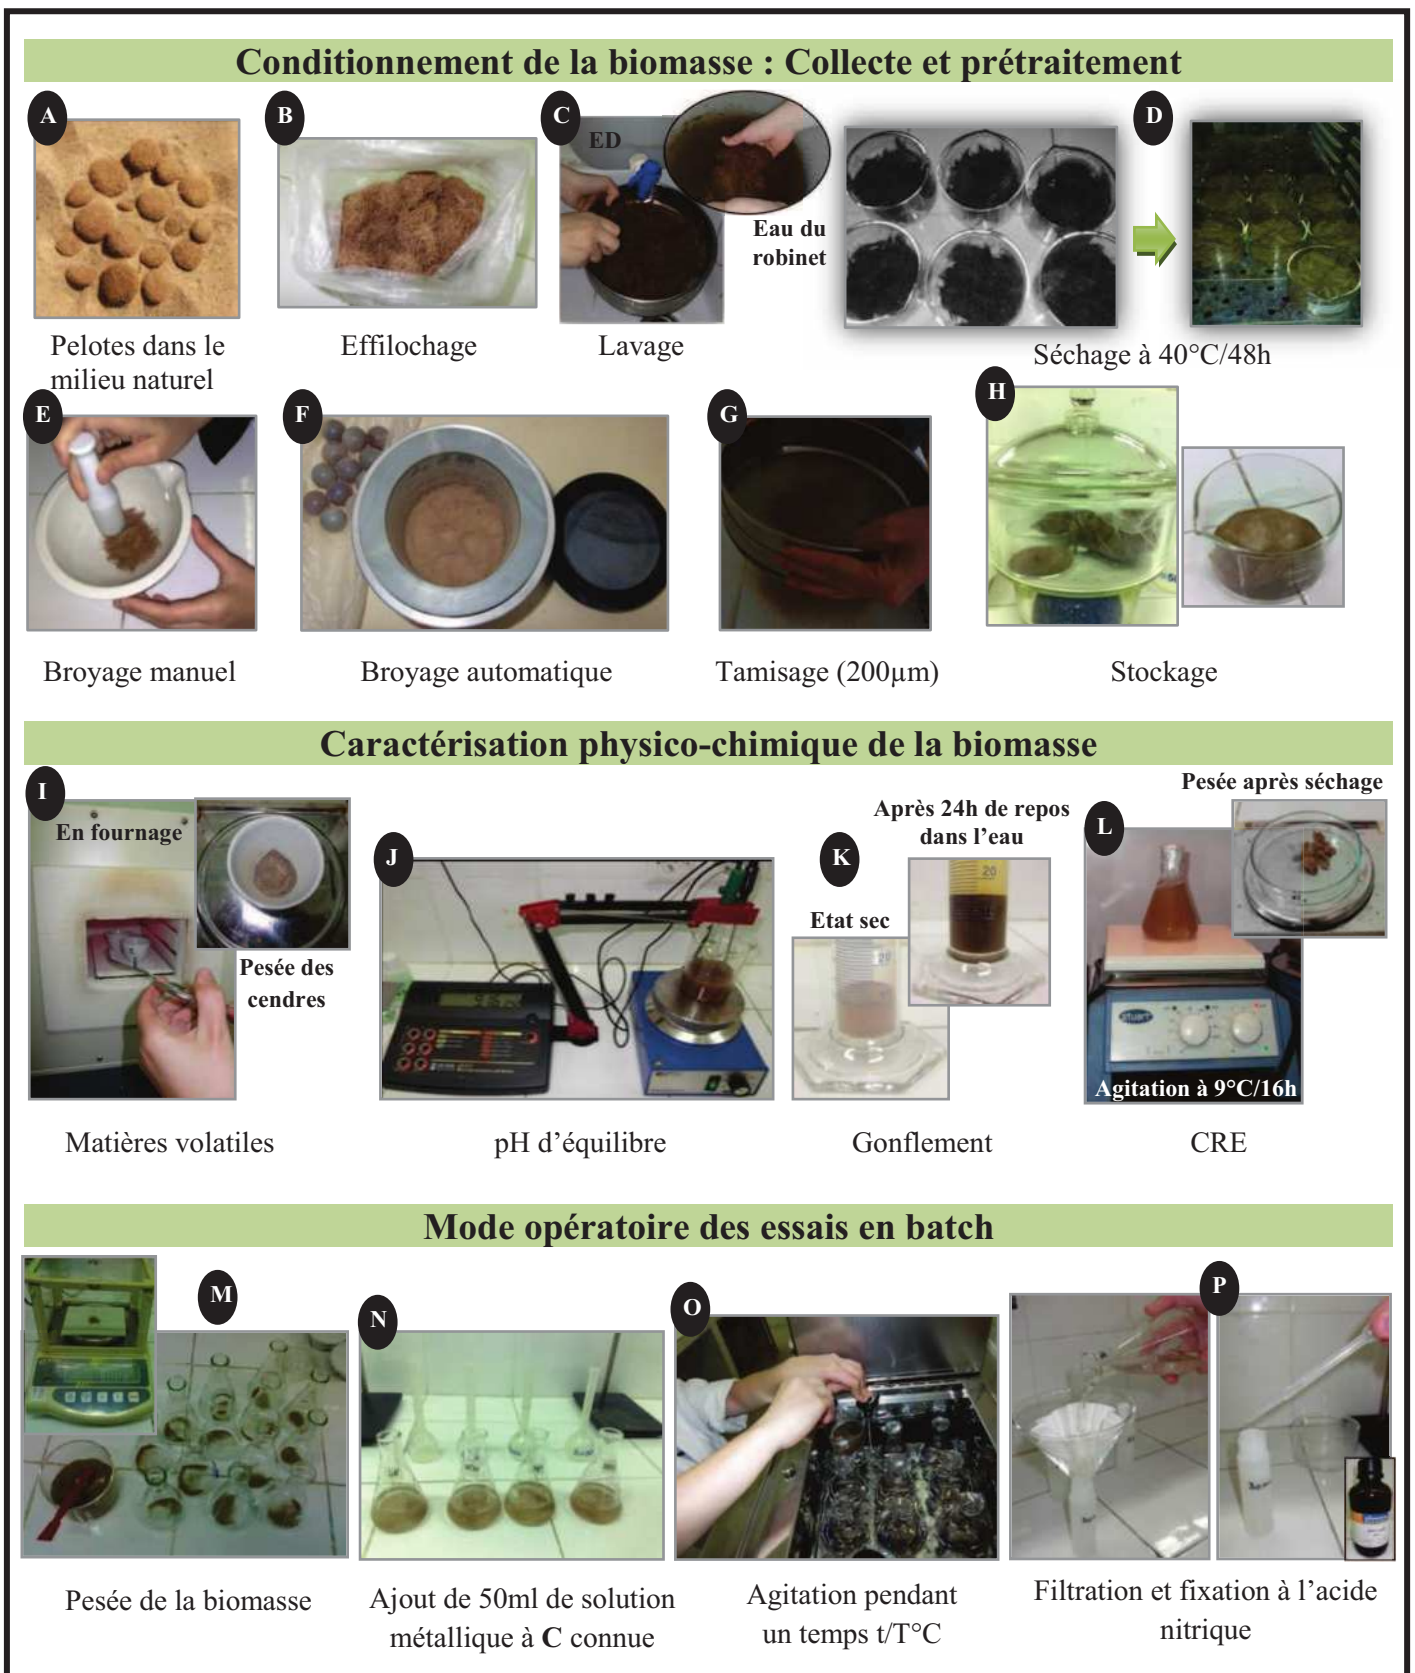 Conditionnement de la biomasse : Collecte et prétraitement
A
B
C
D
ED
Eau du
robinet
Pelotes dans le
milieu naturel
Effilochage
Lavage
Séchage à 40°C/48h
E
F
G
H
Broyage manuel
Broyage automatique
Tamisage (200µm)
Stockage
Caractérisation physico-chimique de la biomasse
I
En fournage
Pesée des
cendres
J
K
Etat sec
Après 24h de repos
dans l'eau
20
20
L
Pesée après séchage
stuart
Agitation à 9°C/16h
Matières volatiles
pH d'équilibre
Gonflement
CRE
Mode opératoire des essais en batch
M
N
O
P
Pesée de la biomasse
Ajout de 50ml de solution
métallique à C connue
Agitation pendant
un temps t/T°C
Filtration et fixation à l'acide
nitrique